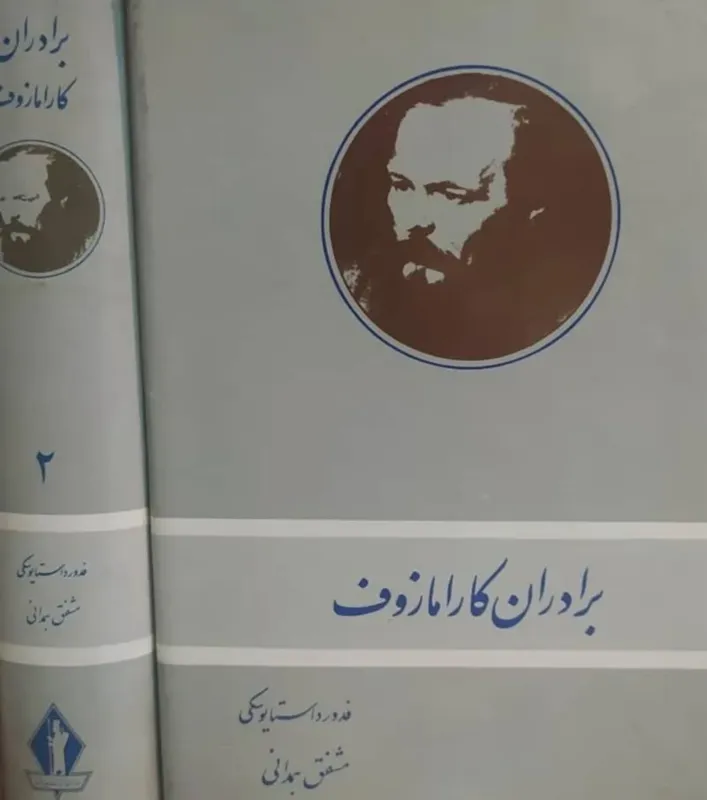 برادران
کارامازوف
۲
فدور داستایوسکی
مشفق همدانی
برادران کارامازوف
فدور داستایوسکی
مشفق همدانی